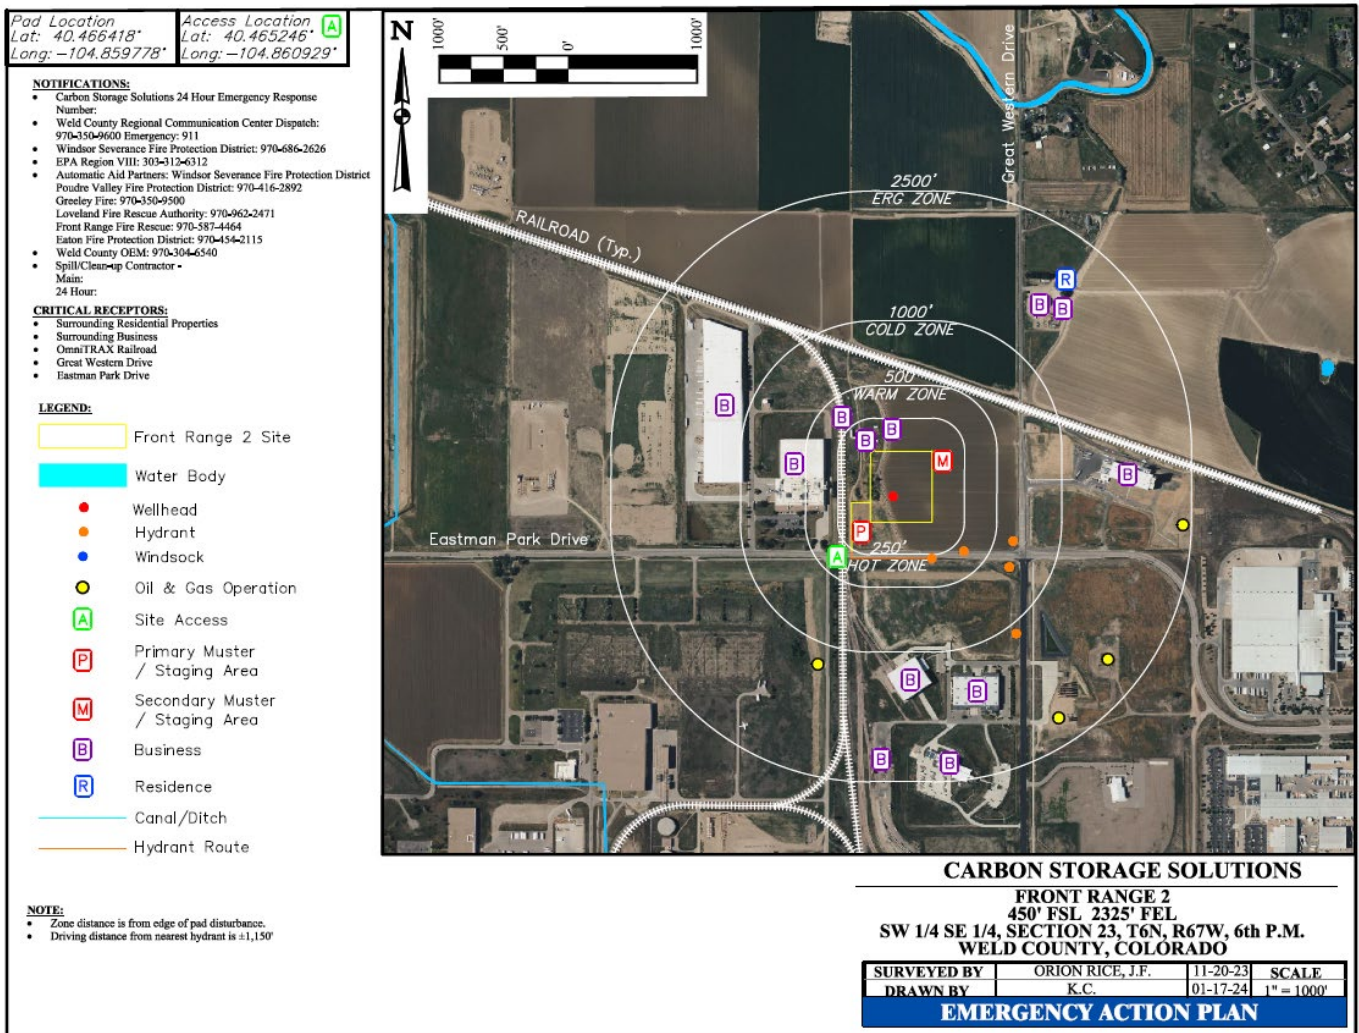 Pad Location
Lat: 40.466418°
Long: -104.859778°
Access Location A
Lat: 40.465246°
Long: -104.860929°
NOTIFICATIONS:
• Carbon Storage Solutions 24 Hour Emergency Response
Number:
• Weld County Regional Communication Center Dispatch:
970-350-9600 Emergency: 911
• Windsor Severance Fire Protection District: 970-686-2626
• EPA Region VIII: 303-312-6312
• Automatic Aid Partners: Windsor Severance Fire Protection District
Poudre Valley Fire Protection District: 970-416-2892
Greeley Fire: 970-350-9500
Loveland Fire Rescue Authority: 970-962-2471
Front Range Fire Rescue: 970-587-4464
Eaton Fire Protection District: 970-454-2115
• Weld County OEM: 970-304-6540
• Spill/Clean-up Contractor -
Main:
24 Hour:
CRITICAL RECEPTORS:
• Surrounding Residential Properties
• Surrounding Business
• OmniTRAX Railroad
• Great Western Drive
• Eastman Park Drive
LEGEND:
Front Range 2 Site
Water Body
Wellhead
Hydrant
Windsock
Oil & Gas Operation
A Site Access
P Primary Muster
/ Staging Area
M Secondary Muster
/ Staging Area
B Business
R Residence
Canal/Ditch
Hydrant Route
NOTE:
• Zone distance is from edge of pad disturbance.
• Driving distance from nearest hydrant is ±1,150'
N
1000' 500' 0' 1000'
Great Western Drive
2500'
ERG ZONE
RAILROAD (Typ.)
R
B B
1000'
COLD ZONE
500'
WARM ZONE
B
B
B
B
B
M
B
Eastman Park Drive
P
A
250'
HOT ZONE
B
B
B
B
CARBON STORAGE SOLUTIONS
FRONT RANGE 2
450' FSL 2325' FEL
SW 1/4 SE 1/4, SECTION 23, T6N, R67W, 6th P.M.
WELD COUNTY, COLORADO
SURVEYED BY ORION RICE, J.F. 11-20-23 SCALE
DRAWN BY K.C. 01-17-24 1" = 1000'
EMERGENCY ACTION PLAN